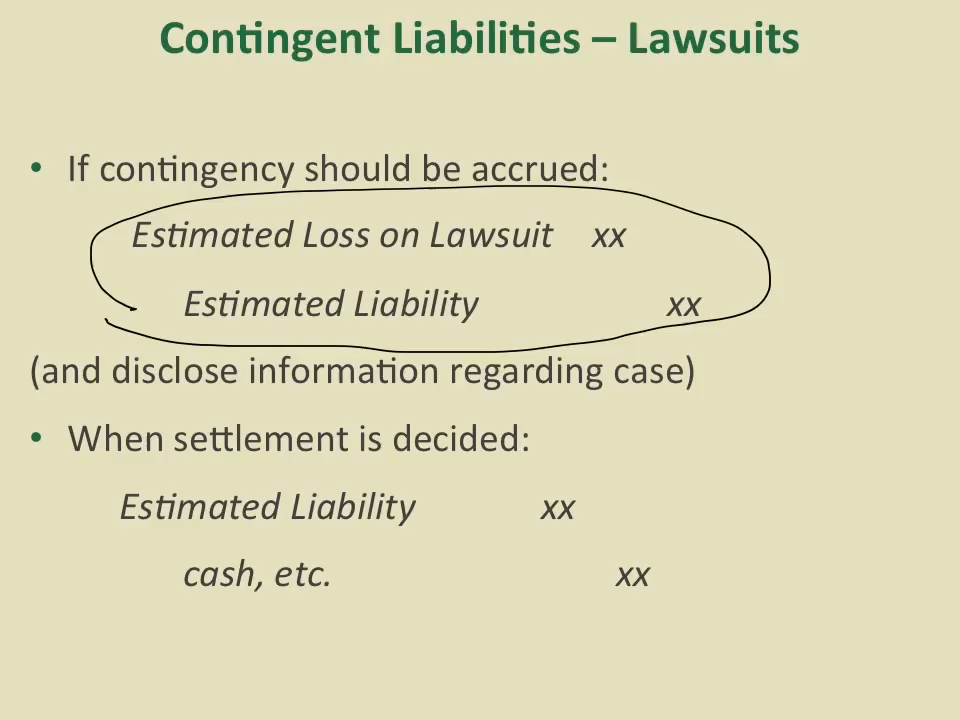 Contingent Liabilities – Lawsuits
• If contingency should be accrued:
Estimated Loss on Lawsuit xx
Estimated Liability xx
(and disclose information regarding case)
• When settlement is decided:
Estimated Liability xx
cash, etc. xx